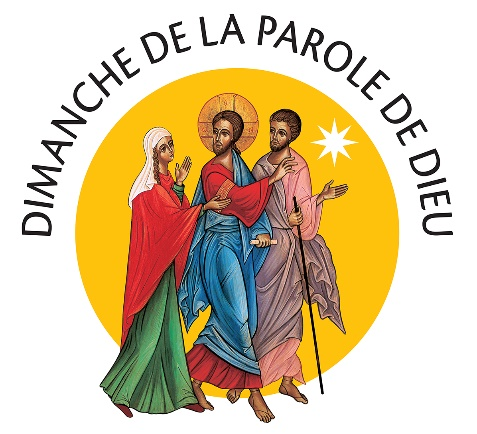 DIMANCHE DE LA PAROLE DE DIEU